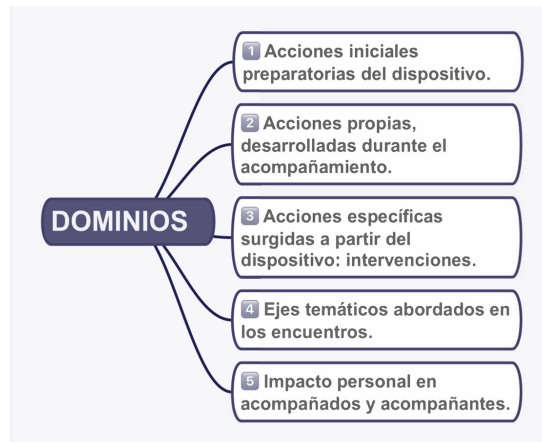 DOMINIOS
1 Acciones iniciales
preparatorias del dispositivo.
2 Acciones propias,
desarrolladas durante el
acompañamiento.
3 Acciones específicas
surgidas a partir del
dispositivo: intervenciones.
4 Ejes temáticos abordados en
los encuentros.
5 Impacto personal en
acompañados y acompañantes.